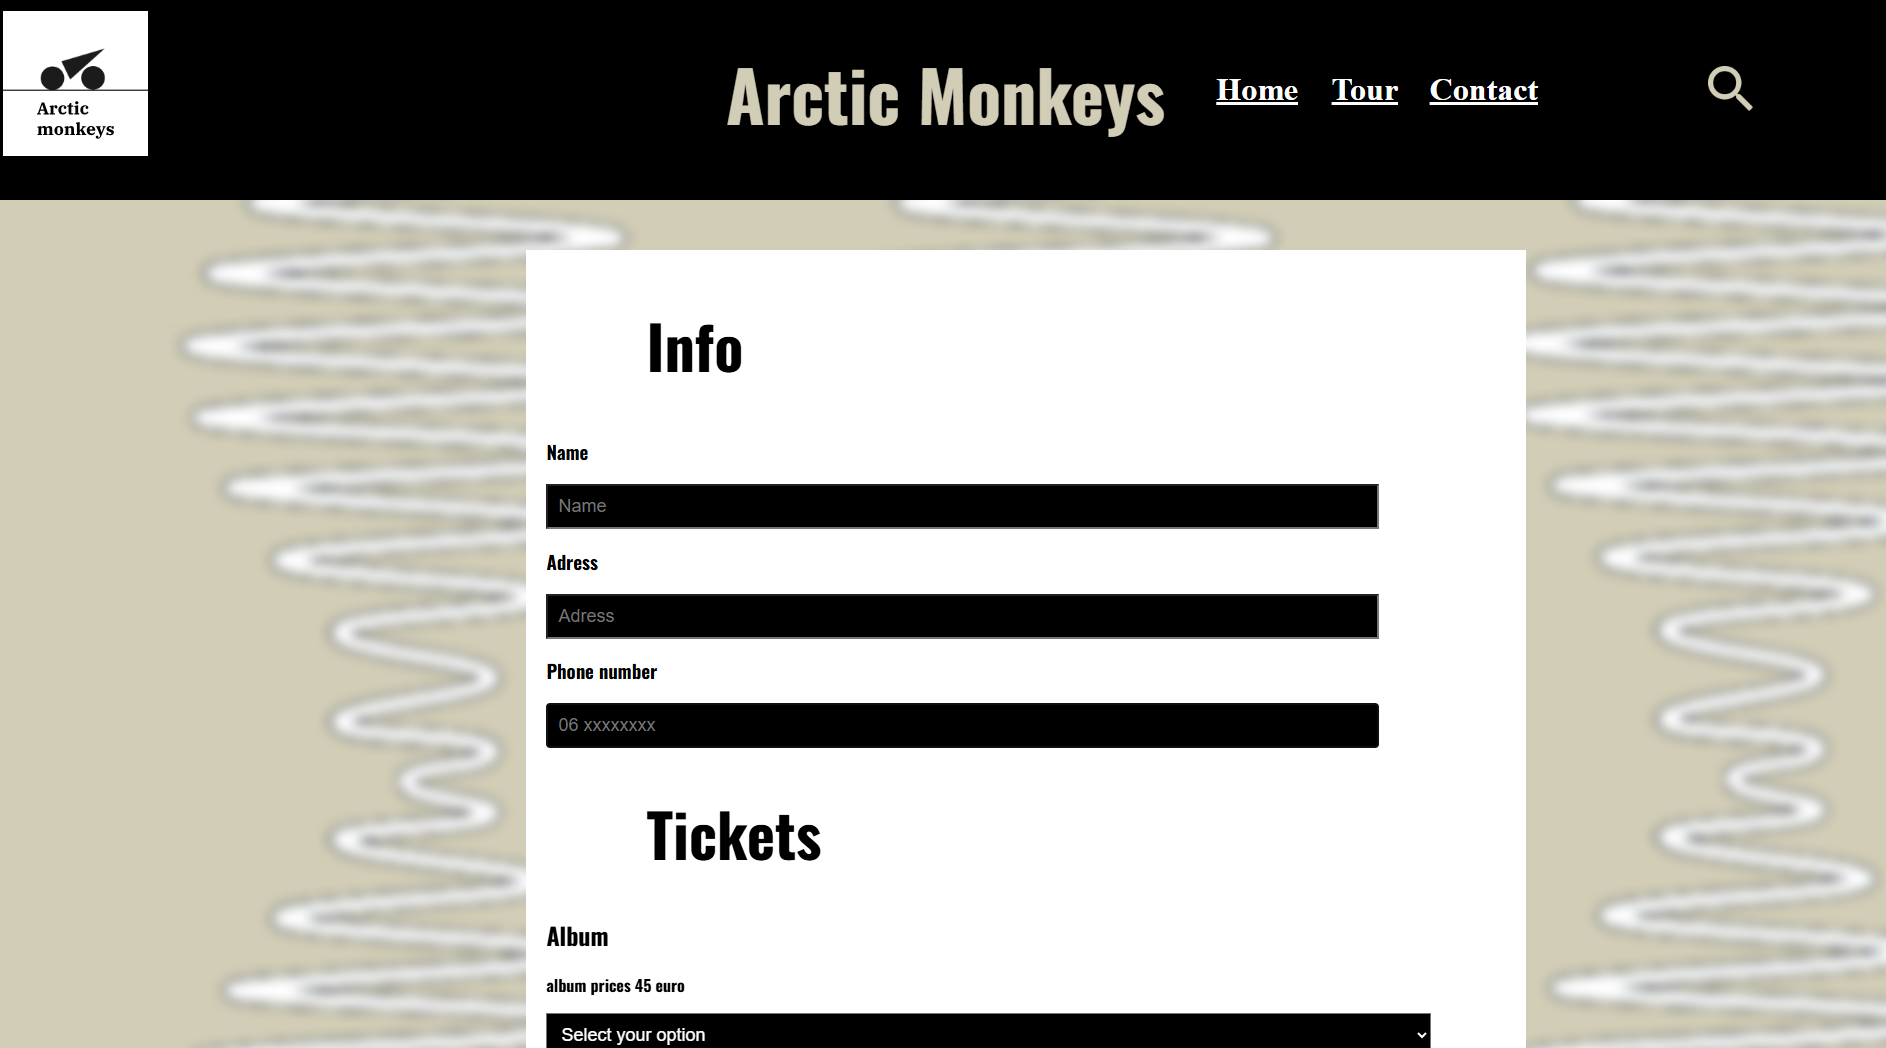 Arctic
monkeys
Arctic Monkeys
Home Tour Contact
Info
Name
Name
Adress
Adress
Phone number
06 xxxxxxxx
Tickets
Album
album prices 45 euro
Select your option